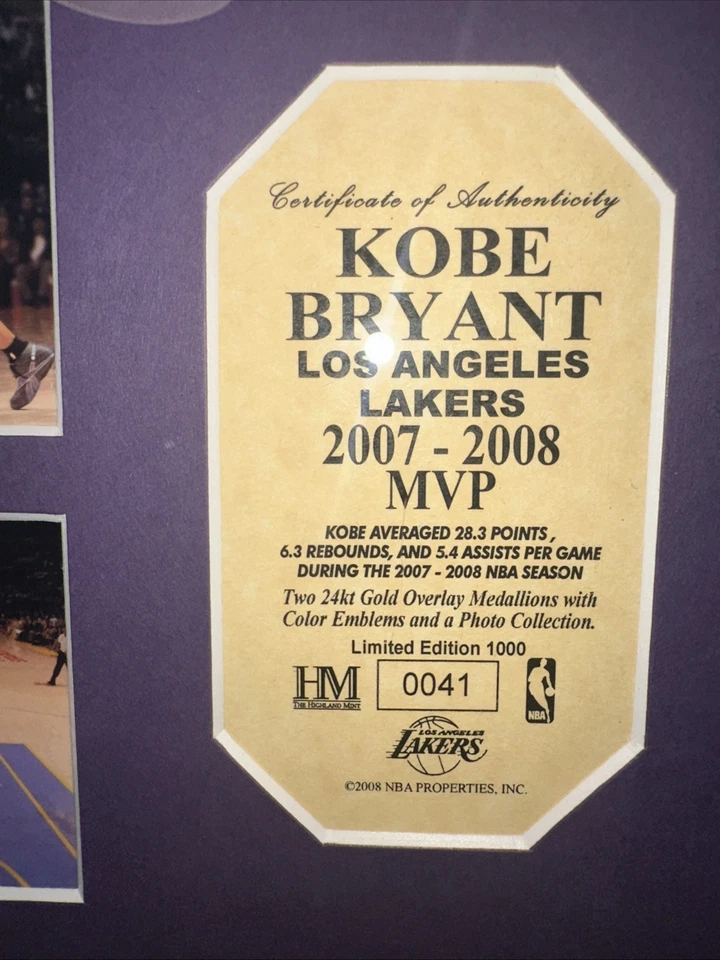 Certificate of Authenticity
KOBE
BRYANT
LOS ANGELES
LAKERS
2007 - 2008
MVP
KOBE AVERAGED 28.3 POINTS,
6.3 REBOUNDS, AND 5.4 ASSISTS PER GAME
DURING THE 2007 - 2008 NBA SEASON
Two 24kt Gold Overlay Medallions with
Color Emblems and a Photo Collection.
Limited Edition 1000
HM
THE HIGHLAND MINT
0041
NBA
LOS ANGELES
LAKERS
©2008 NBA PROPERTIES, INC.